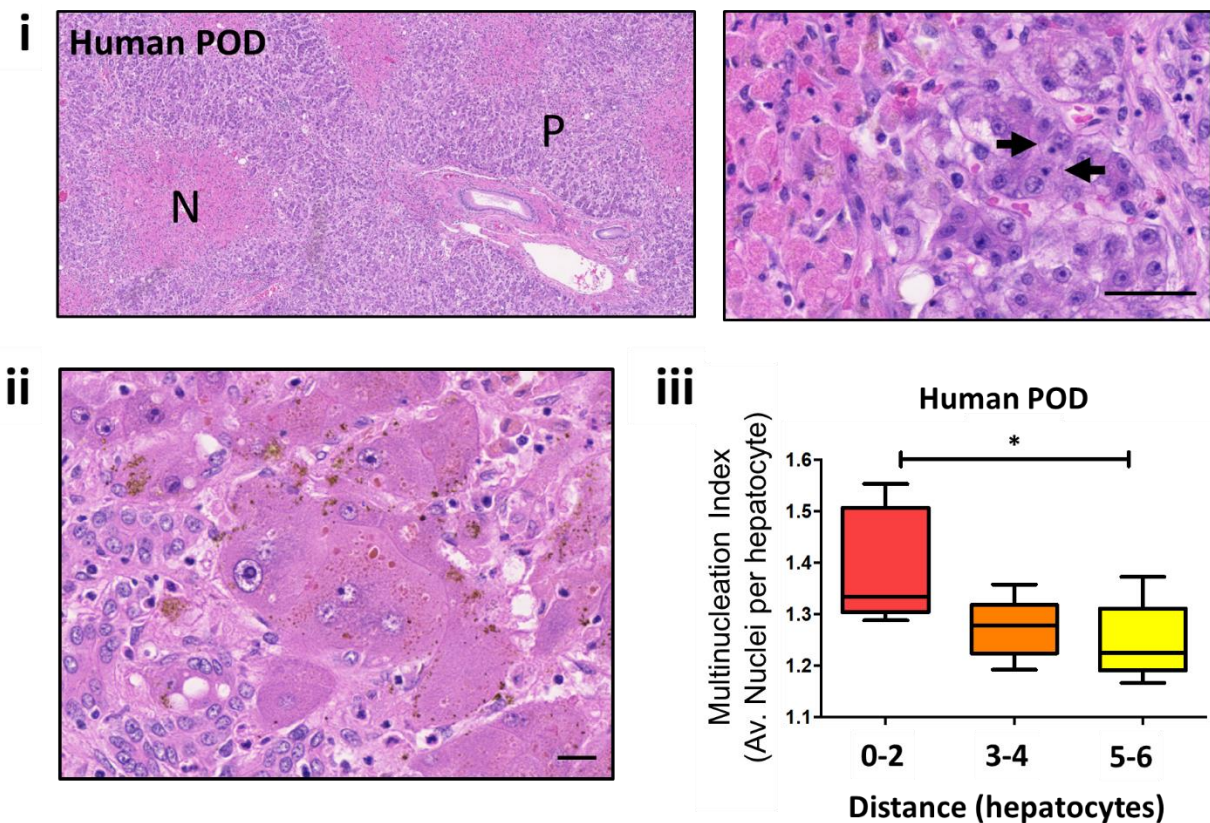 i
Human POD
N
P
ii
iii
Human POD
*
Multinucleation Index
(Av. Nuclei per hepatocyte)
1.6
1.5
1.4
1.3
1.2
1.1
0-2
3-4
5-6
Distance (hepatocytes)